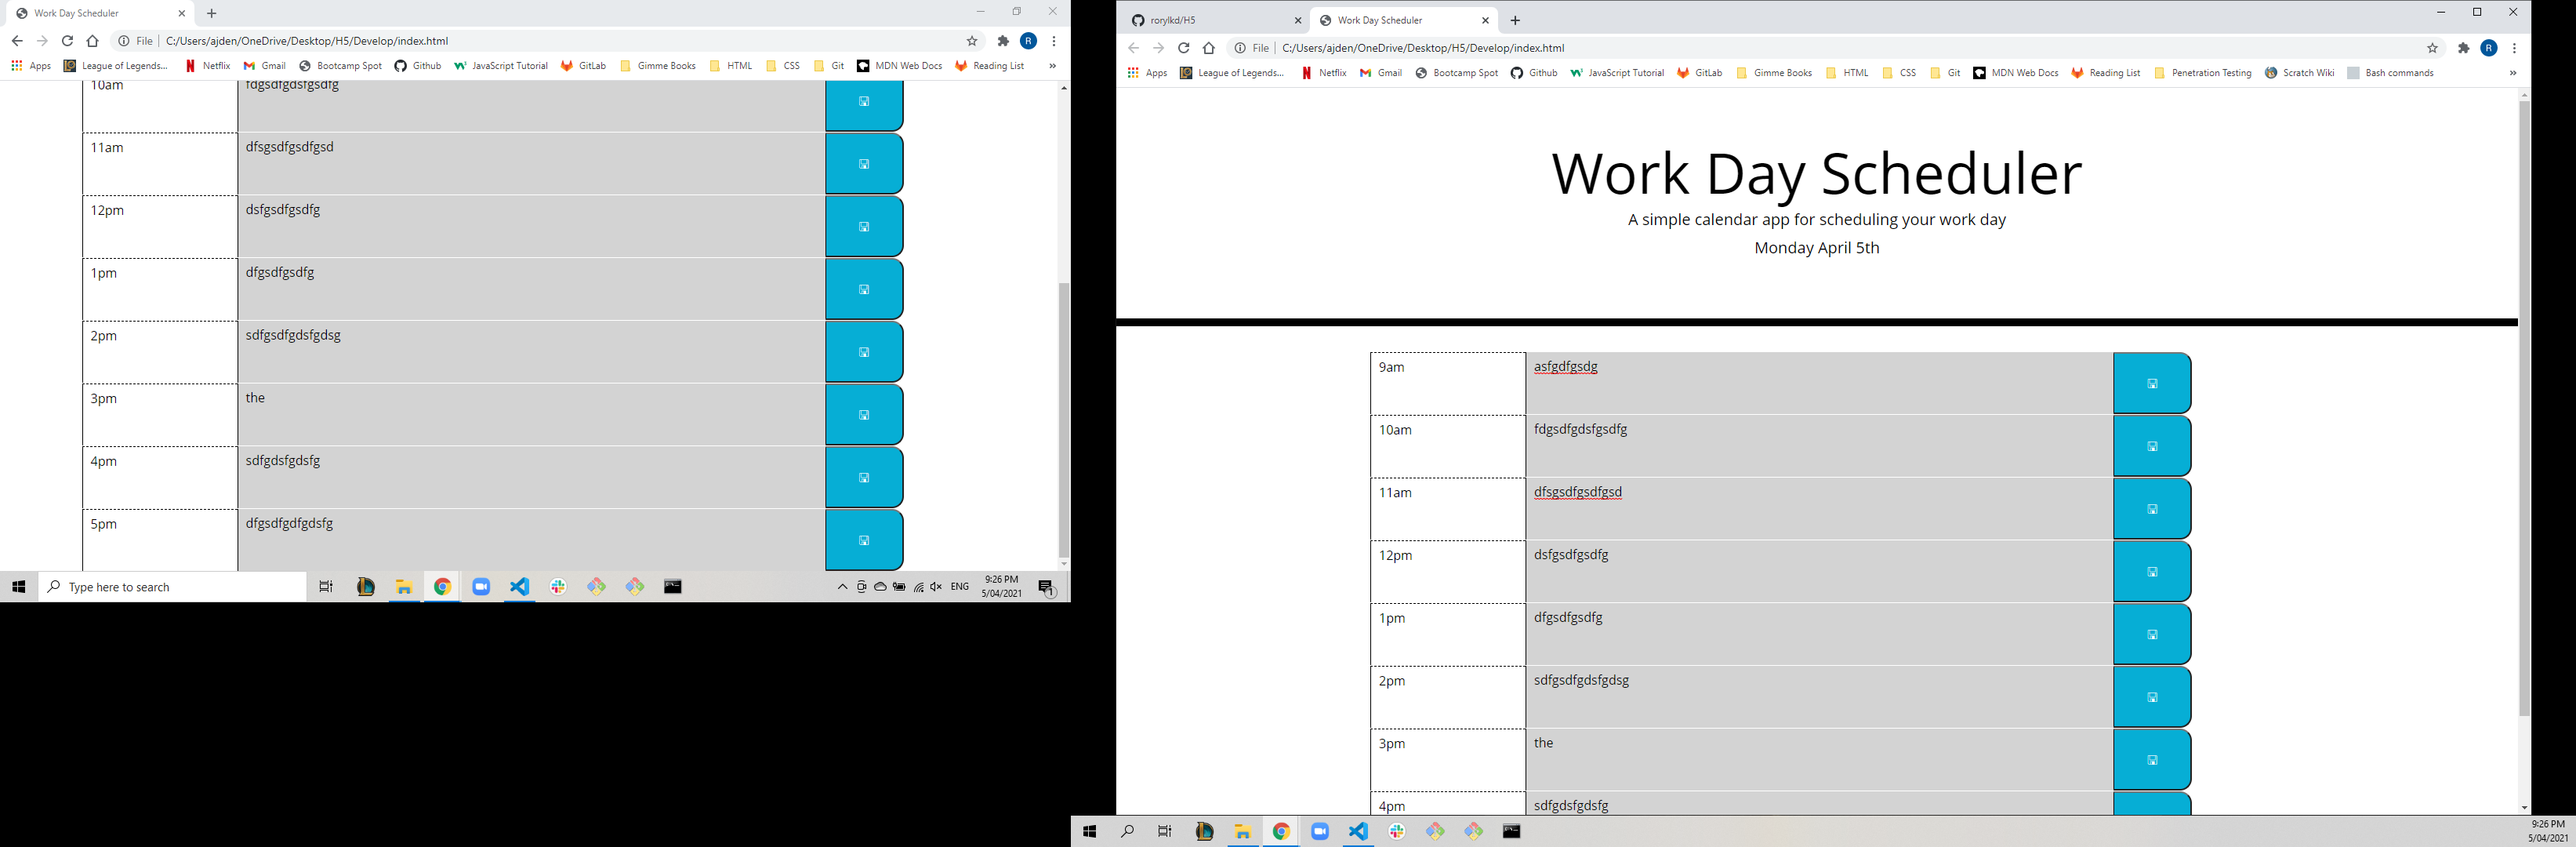 Work Day Scheduler
File C:/Users/ajden/OneDrive/Desktop/H5/Develop/index.html
Apps League of Legends... Netflix Gmail Bootcamp Spot Github JavaScript Tutorial GitLab Gimme Books HTML CSS Git MDN Web Docs Reading List »
10am fdgsdfgdsfgsdfg
11am dfsgsdfgsdfgsd
12pm dsfgsdfgsdfg
1pm dfgsdfgsdfg
2pm sdfgsdfgdsfgdsg
3pm the
4pm sdfgdsfgdsfg
5pm dfgsdfgdfgdsfg
Type here to search
ENG
9:26 PM
5/04/2021
1
rorylkd/H5 Work Day Scheduler
File C:/Users/ajden/OneDrive/Desktop/H5/Develop/index.html
R
Apps League of Legends... Netflix Gmail Bootcamp Spot Github JavaScript Tutorial GitLab Gimme Books HTML CSS Git MDN Web Docs Reading List Penetration Testing Scratch Wiki Bash commands »
Work Day Scheduler
A simple calendar app for scheduling your work day
Monday April 5th
9am asfgdfgsdg
10am fdgsdfgdsfgsdfg
11am dfsgsdfgsdfgsd
12pm dsfgsdfgsdfg
1pm dfgsdfgsdfg
2pm sdfgsdfgdsfgdsg
3pm the
4pm sdfgdsfgdsfg
9:26 PM
5/04/2021